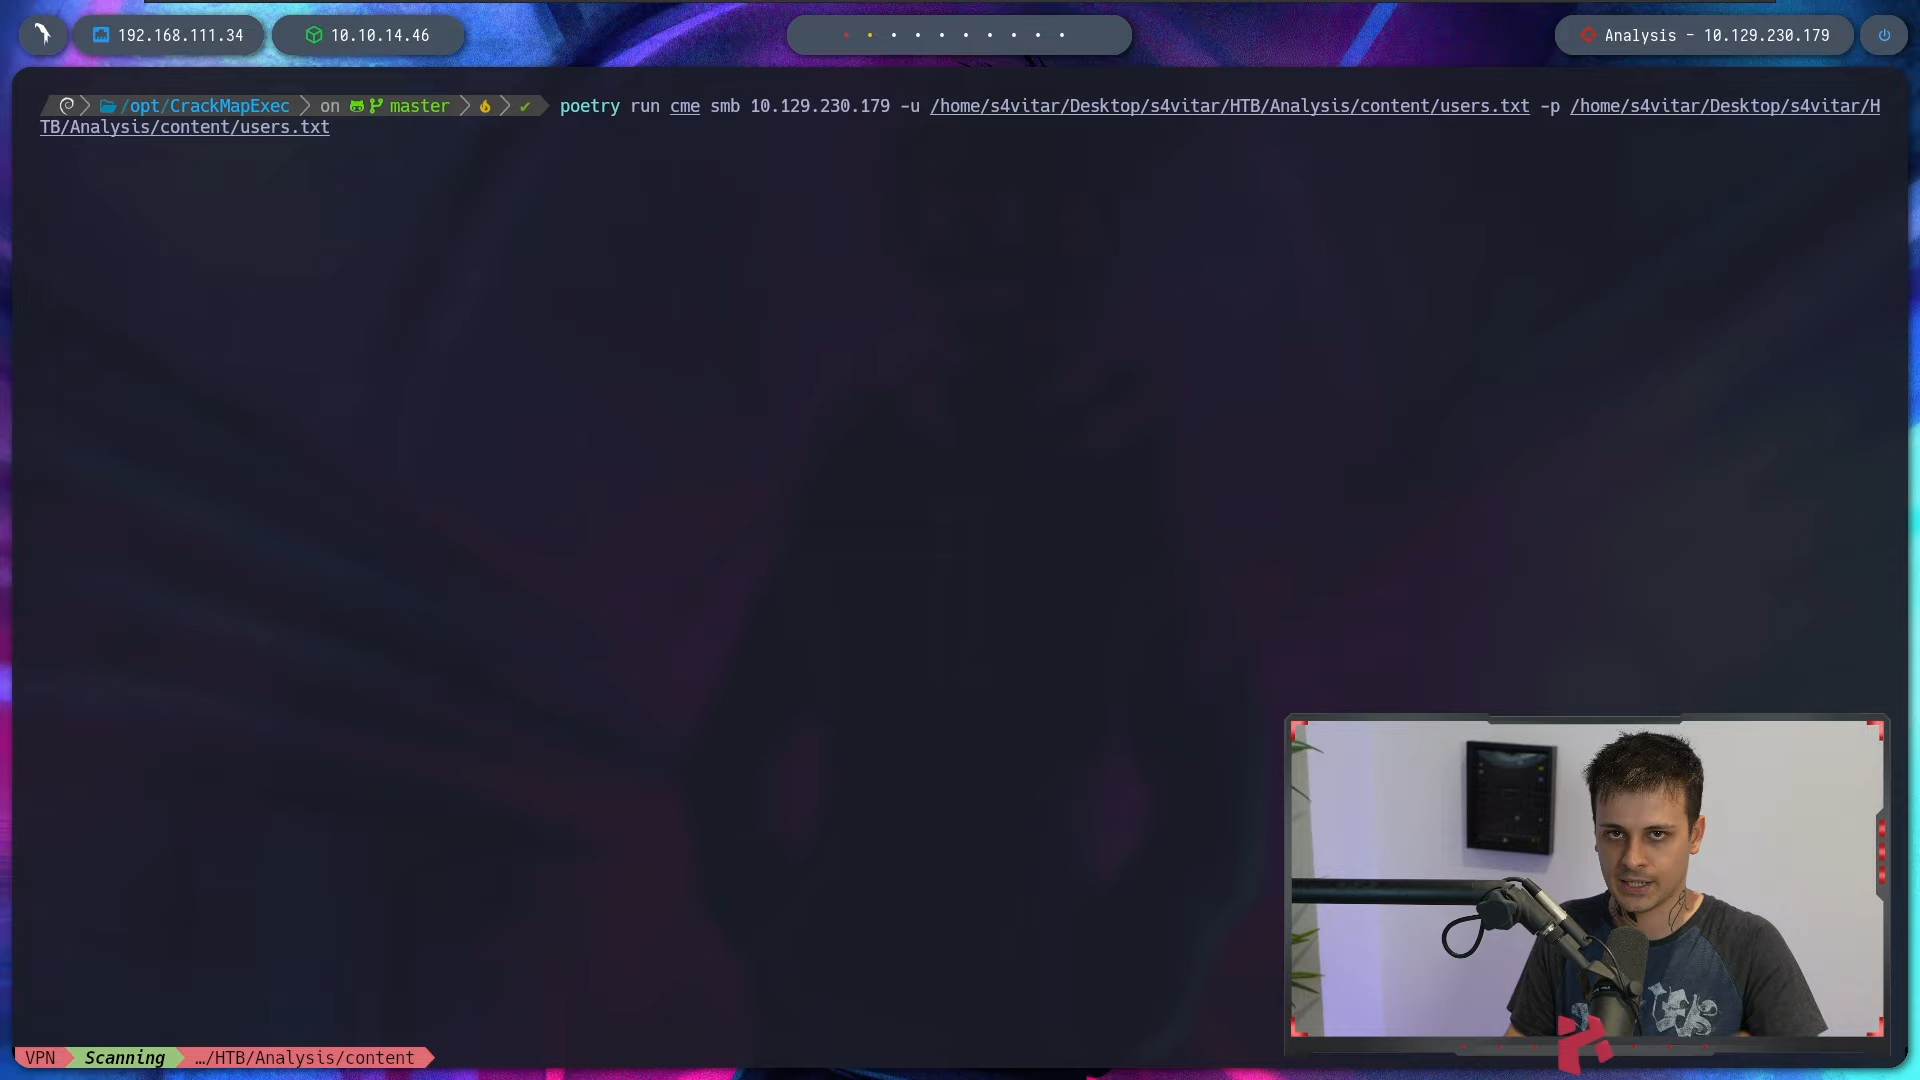 192.168.111.34
10.10.14.46
Analysis - 10.129.230.179
/opt/CrackMapExec on master ✔ poetry run cme smb 10.129.230.179 -u /home/s4vitar/Desktop/s4vitar/HTB/Analysis/content/users.txt -p /home/s4vitar/Desktop/s4vitar/H
TB/Analysis/content/users.txt
VPN Scanning …/HTB/Analysis/content